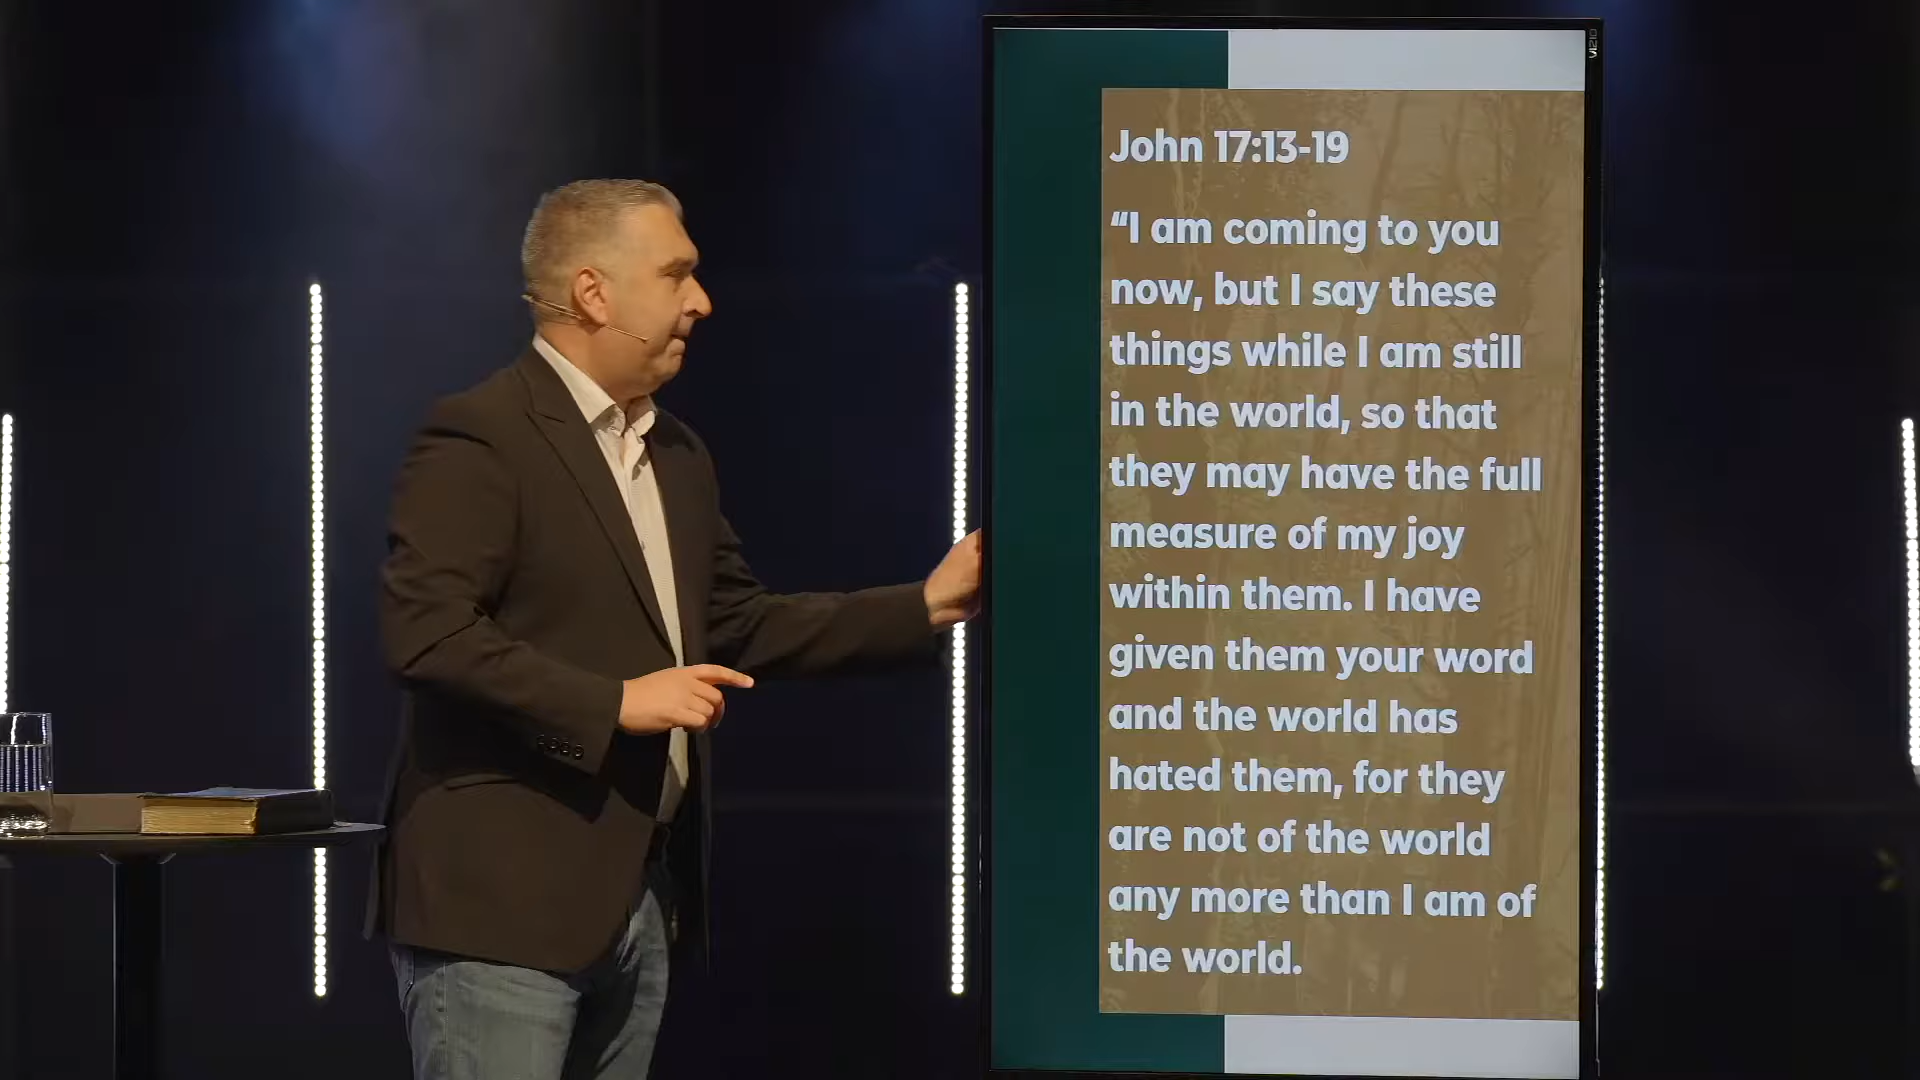 VIZIO
John 17:13-19
“I am coming to you
now, but I say these
things while I am still
in the world, so that
they may have the full
measure of my joy
within them. I have
given them your word
and the world has
hated them, for they
are not of the world
any more than I am of
the world.